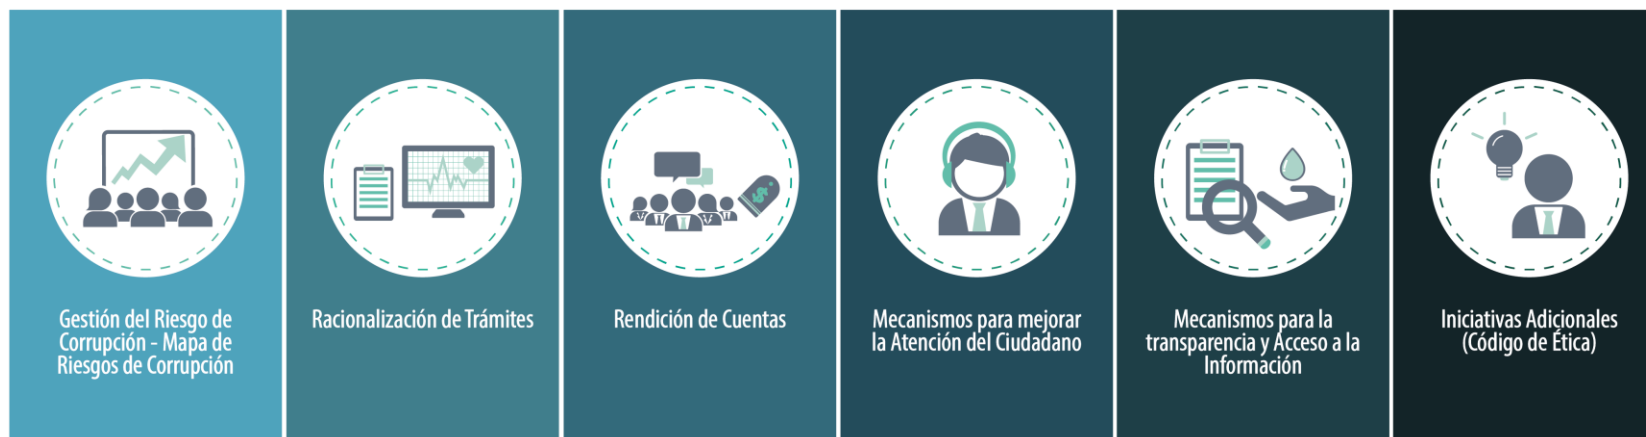 Gestión del Riesgo de
Corrupción - Mapa de
Riesgos de Corrupción
Racionalización de Trámites
Rendición de Cuentas
Mecanismos para mejorar
la Atención del Ciudadano
Mecanismos para la
transparencia y Acceso a la
Información
Iniciativas Adicionales
(Código de Ética)